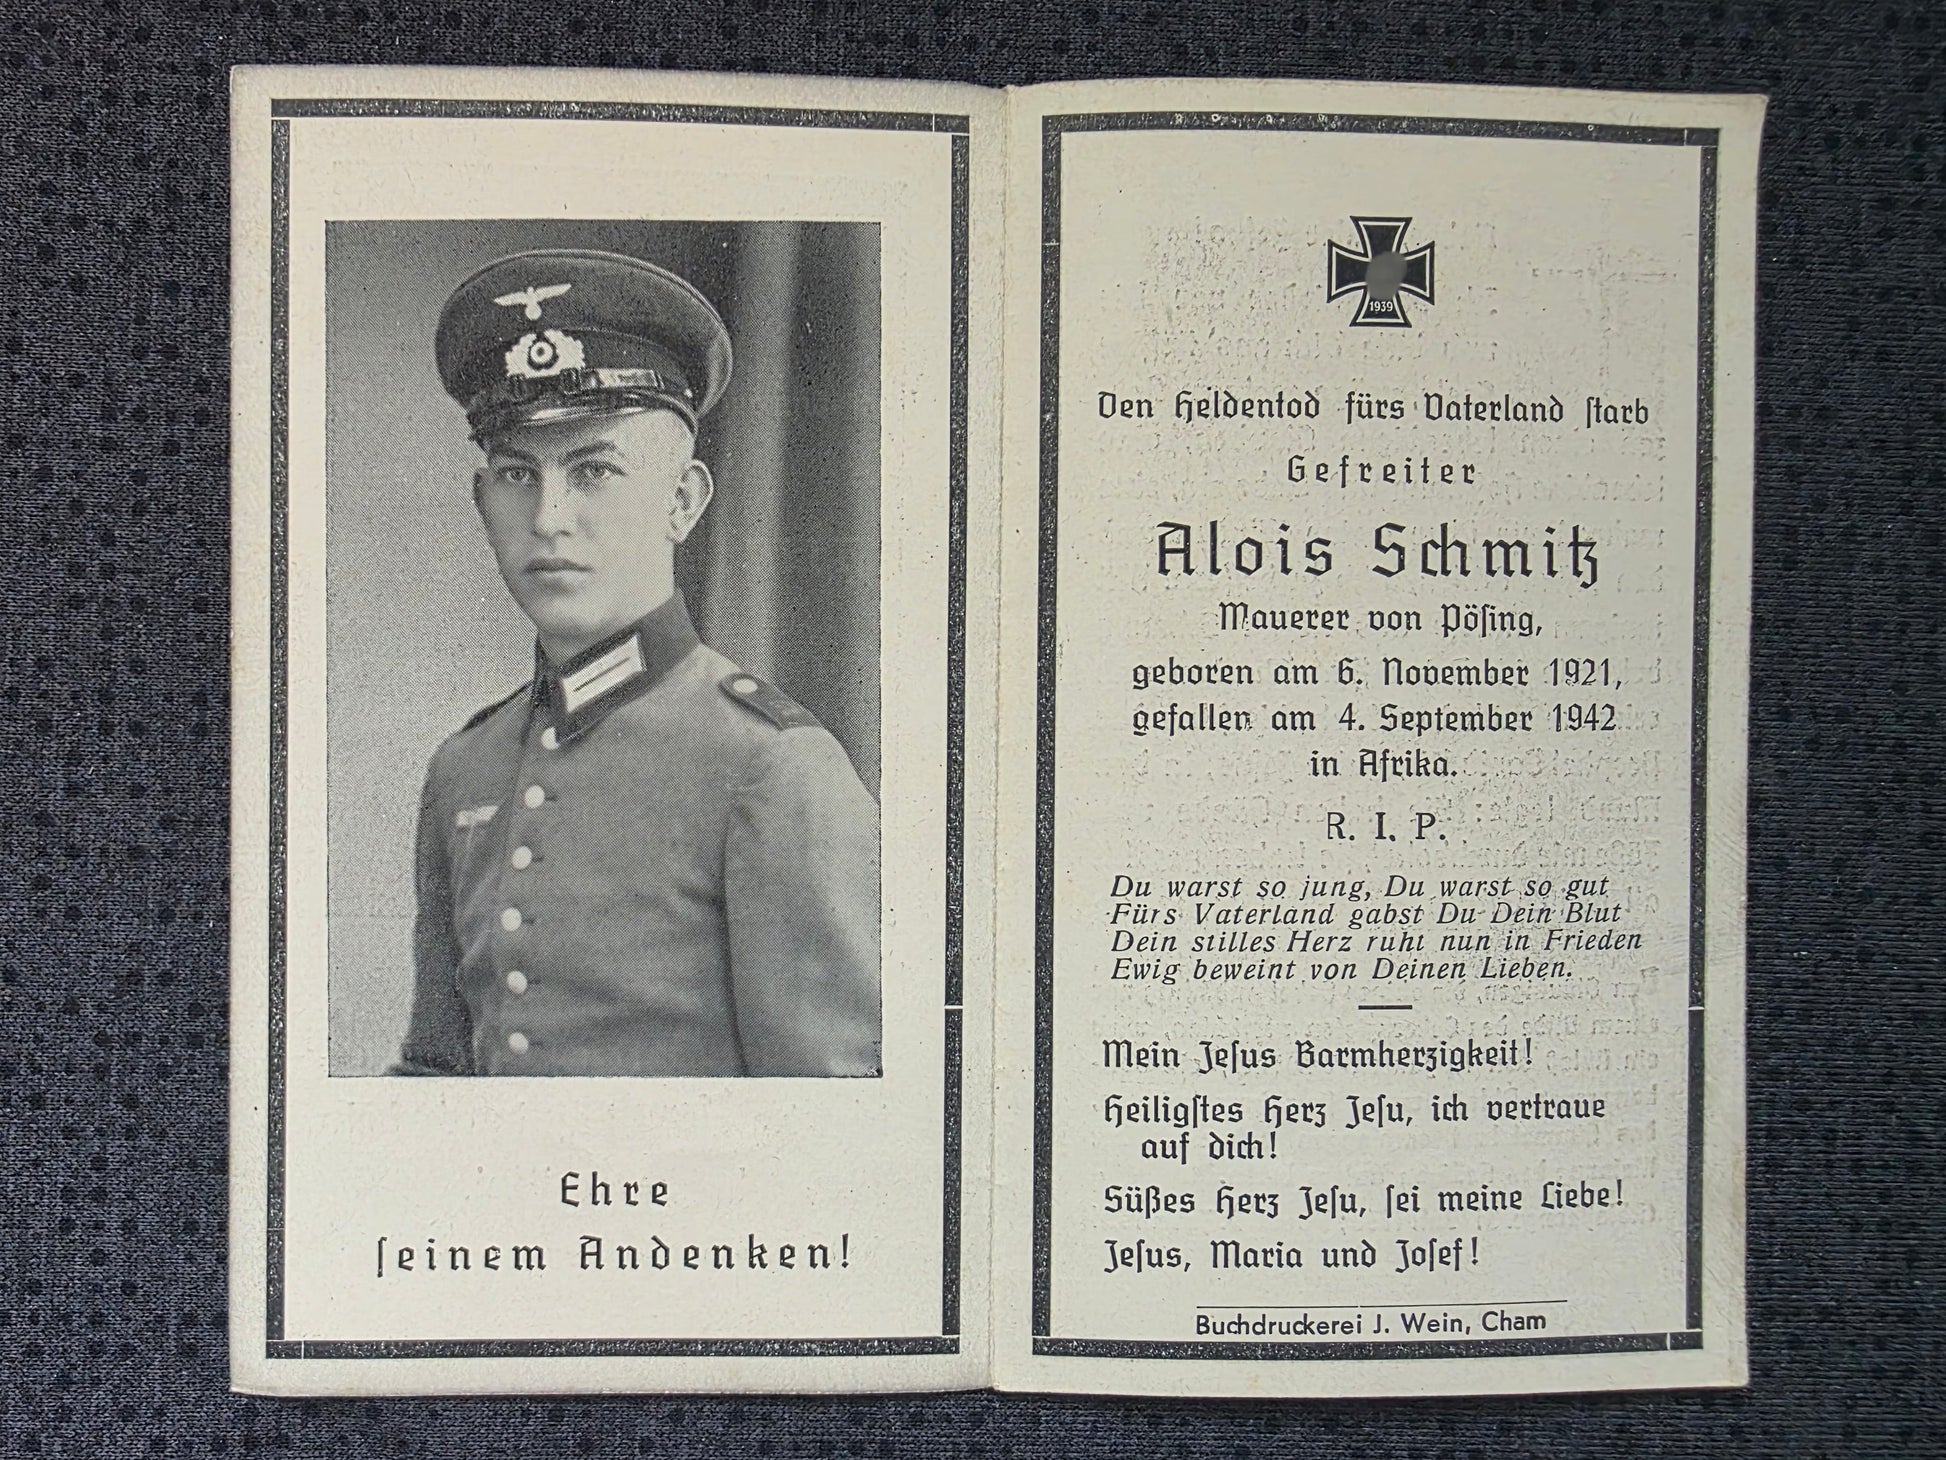 Ehre
seinem Andenken!
1939
Den Heldentod fürs Vaterland starb
Gefreiter
Alois Schmitz
Mauerer von Pösing,
geboren am 6. November 1921,
gefallen am 4. September 1942
in Afrika.
R. I. P.
Du warst so jung, Du warst so gut
Fürs Vaterland gabst Du Dein Blut
Dein stilles Herz ruht nun in Frieden
Ewig beweint von Deinen Lieben.
Mein Jesus Barmherzigkeit!
Heiligstes Herz Jesu, ich vertraue
auf dich!
Süßes Herz Jesu, sei meine Liebe!
Jesus, Maria und Josef!
Buchdruckerei J. Wein, Cham